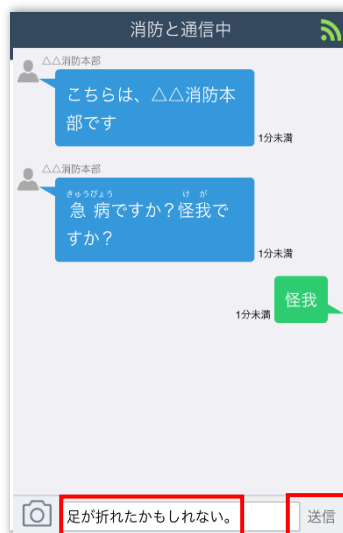 消防と通信中
△△消防本部
こちらは、△△消防本
部です
1分未満
△△消防本部
きゅうびょう けが
急病ですか？怪我で
すか？
1分未満
怪我
1分未満
足が折れたかもしれない。
送信